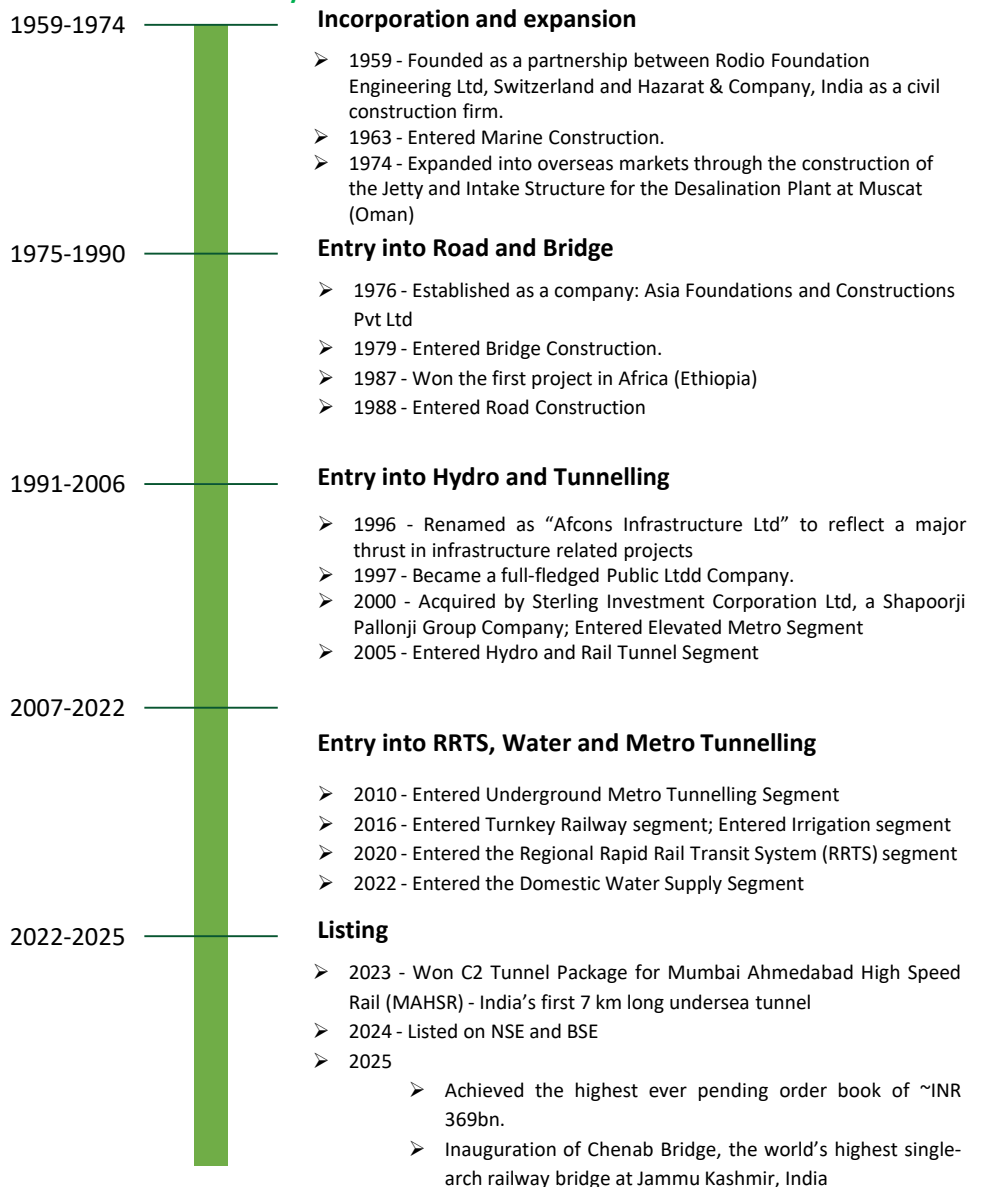 1959-1974
Incorporation and expansion
➢ 1959 - Founded as a partnership between Rodio Foundation
Engineering Ltd, Switzerland and Hazarat & Company, India as a civil
construction firm.
➢ 1963 - Entered Marine Construction.
➢ 1974 - Expanded into overseas markets through the construction of
the Jetty and Intake Structure for the Desalination Plant at Muscat
(Oman)
1975-1990
Entry into Road and Bridge
➢ 1976 - Established as a company: Asia Foundations and Constructions
Pvt Ltd
➢ 1979 - Entered Bridge Construction.
➢ 1987 - Won the first project in Africa (Ethiopia)
➢ 1988 - Entered Road Construction
1991-2006
Entry into Hydro and Tunnelling
➢ 1996 - Renamed as “Afcons Infrastructure Ltd” to reflect a major
thrust in infrastructure related projects
➢ 1997 - Became a full-fledged Public Ltdd Company.
➢ 2000 - Acquired by Sterling Investment Corporation Ltd, a Shapoorji
Pallonji Group Company; Entered Elevated Metro Segment
➢ 2005 - Entered Hydro and Rail Tunnel Segment
2007-2022
Entry into RRTS, Water and Metro Tunnelling
➢ 2010 - Entered Underground Metro Tunnelling Segment
➢ 2016 - Entered Turnkey Railway segment; Entered Irrigation segment
➢ 2020 - Entered the Regional Rapid Rail Transit System (RRTS) segment
➢ 2022 - Entered the Domestic Water Supply Segment
2022-2025
Listing
➢ 2023 - Won C2 Tunnel Package for Mumbai Ahmedabad High Speed
Rail (MAHSR) - India’s first 7 km long undersea tunnel
➢ 2024 - Listed on NSE and BSE
➢ 2025
➢ Achieved the highest ever pending order book of ~INR
369bn.
➢ Inauguration of Chenab Bridge, the world’s highest single-
arch railway bridge at Jammu Kashmir, India